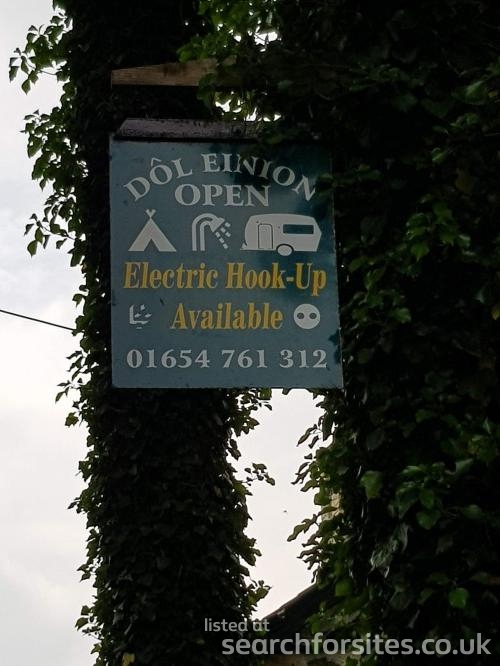 DÔL EINION
OPEN
Electric Hook-Up
Available
01654 761 312
listed at
searchforsites.co.uk